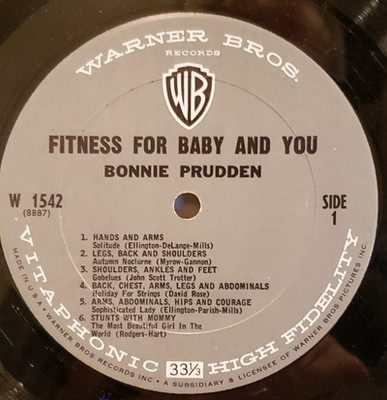 WARNER BROS.
RECORDS
WB
FITNESS FOR BABY AND YOU
BONNIE PRUDDEN
W 1542
(8887)
SIDE
1
1. HANDS AND ARMS
Solitude (Ellington-DeLange-Mills)
2. LEGS, BACK AND SHOULDERS
Autumn Nocturne (Myrow-Gannon)
3. SHOULDERS, ANKLES AND FEET
Gobelues (John Scott Trotter)
4. BACK, CHEST, ARMS, LEGS AND ABDOMINALS
Holiday For Strings (David Rose)
5. ARMS, ABDOMINALS, HIPS AND COURAGE
Sophisticated Lady (Ellington-Parish-Mills)
6. STUNTS WITH MOMMY
The Most Beautiful Girl In The
World (Rodgers-Hart)
VITAPHONIC 33⅓ HIGH FIDELITY
MADE IN U.S.A. • WARNER BROS RECORDS INC • A SUBSIDIARY & LICENSEE OF WARNER BROS PICTURES INC.